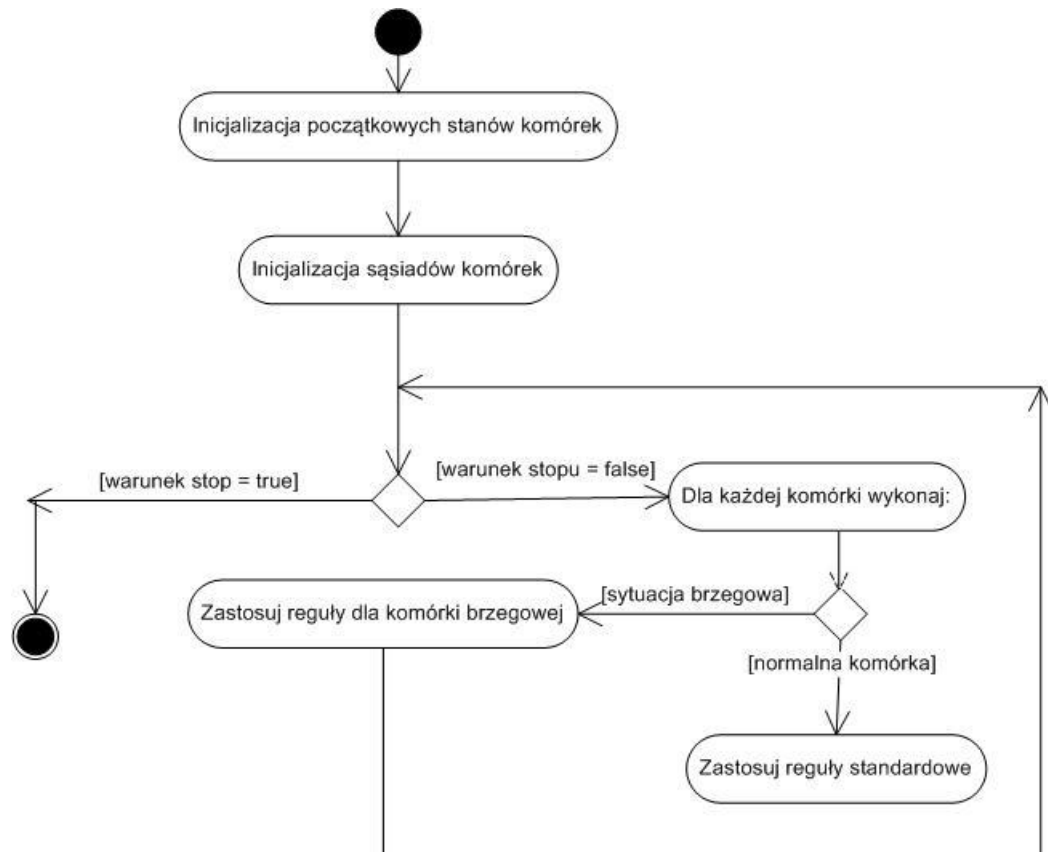 Inicjalizacja początkowych stanów komórek
Inicjalizacja sąsiadów komórek
[warunek stop = true]
[warunek stopu = false]
Dla każdej komórki wykonaj:
[sytuacja brzegowa]
Zastosuj reguły dla komórki brzegowej
[normalna komórka]
Zastosuj reguły standardowe